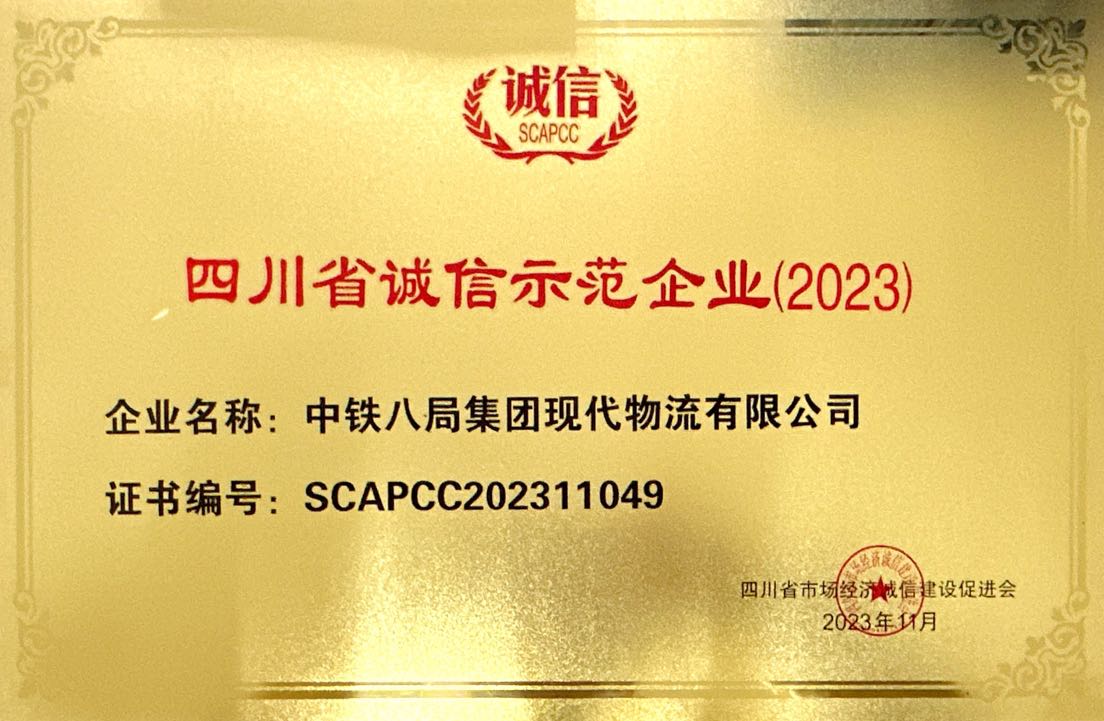 诚信
SCAPCC
四川省诚信示范企业(2023)
企业名称：中铁八局集团现代物流有限公司
证书编号：SCAPCC202311049
四川省市场经济诚信建设促进会
2023年11月